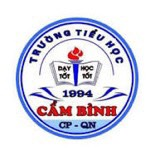 TRƯỜNG TIỂU HỌC
DẠY TỐT
HỌC TỐT
1994
CẨM BÌNH
CP - QN